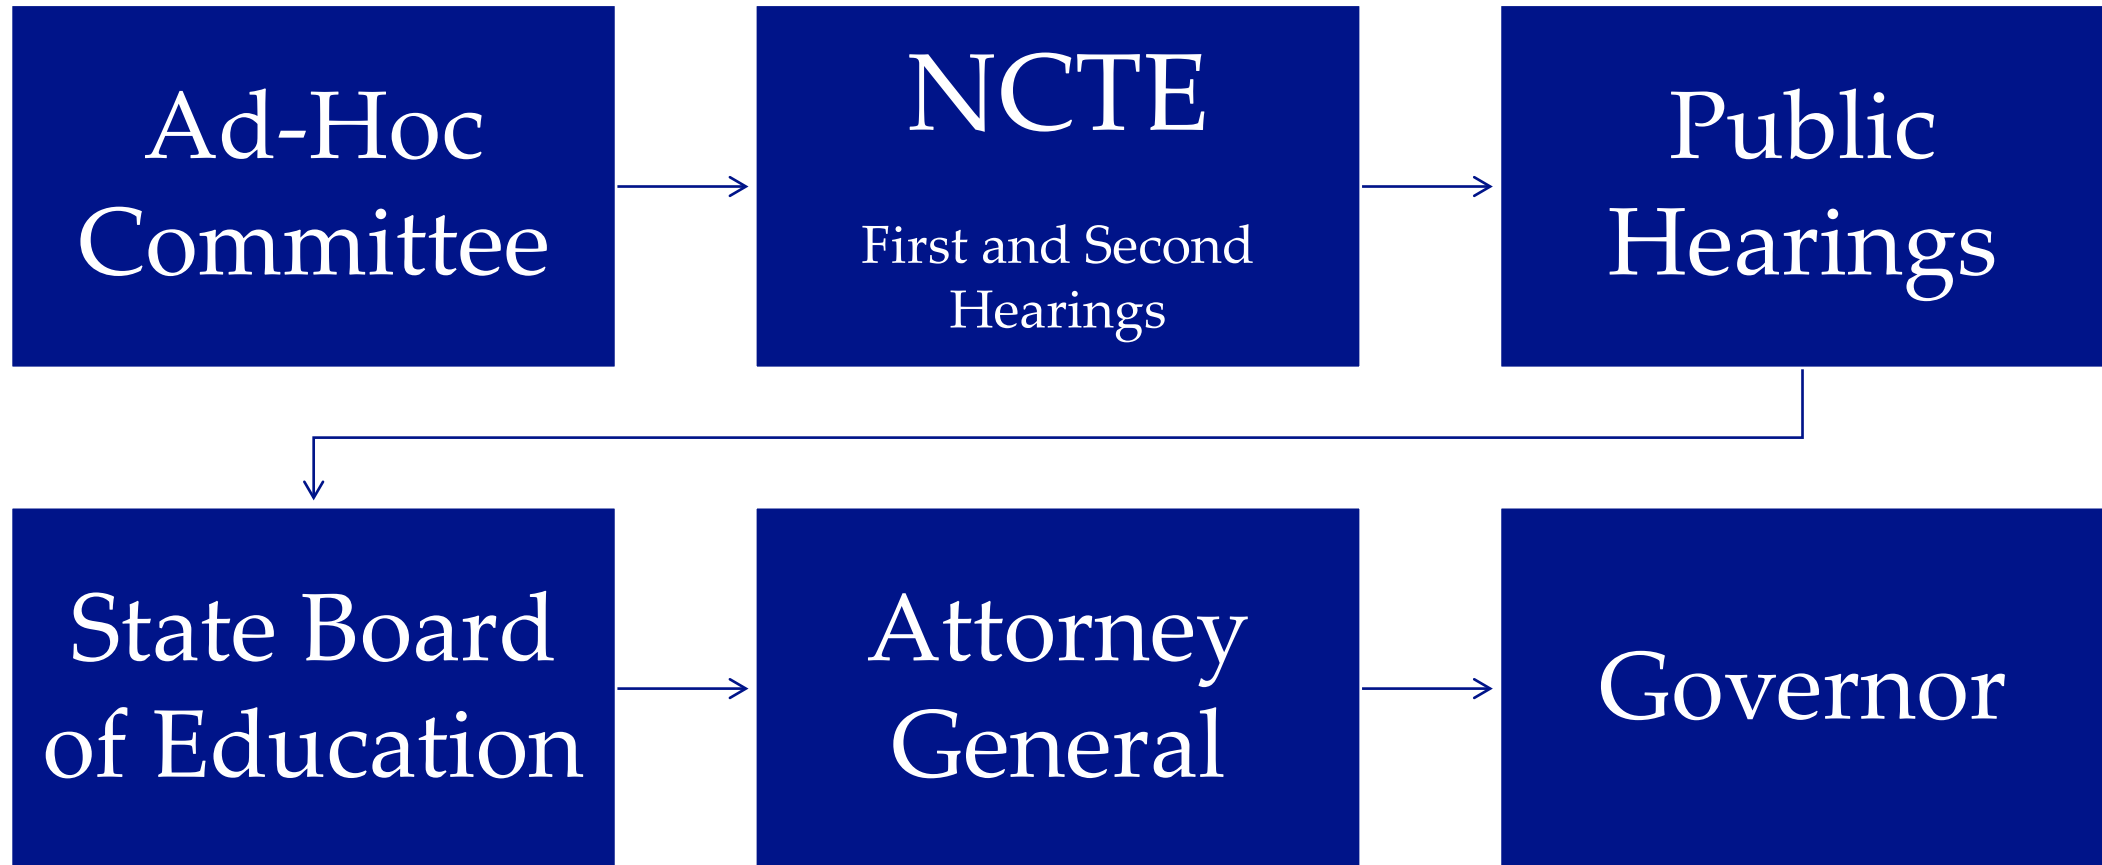 Ad-Hoc
Committee
NCTE
First and Second
Hearings
Public
Hearings
State Board
of Education
Attorney
General
Governor